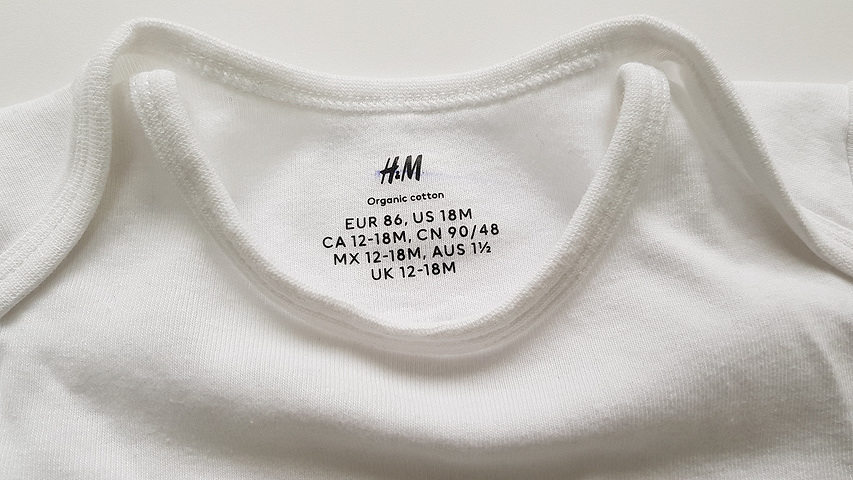 H&M
Organic cotton
EUR 86, US 18M
CA 12-18M, CN 90/48
MX 12-18M, AUS 1½
UK 12-18M